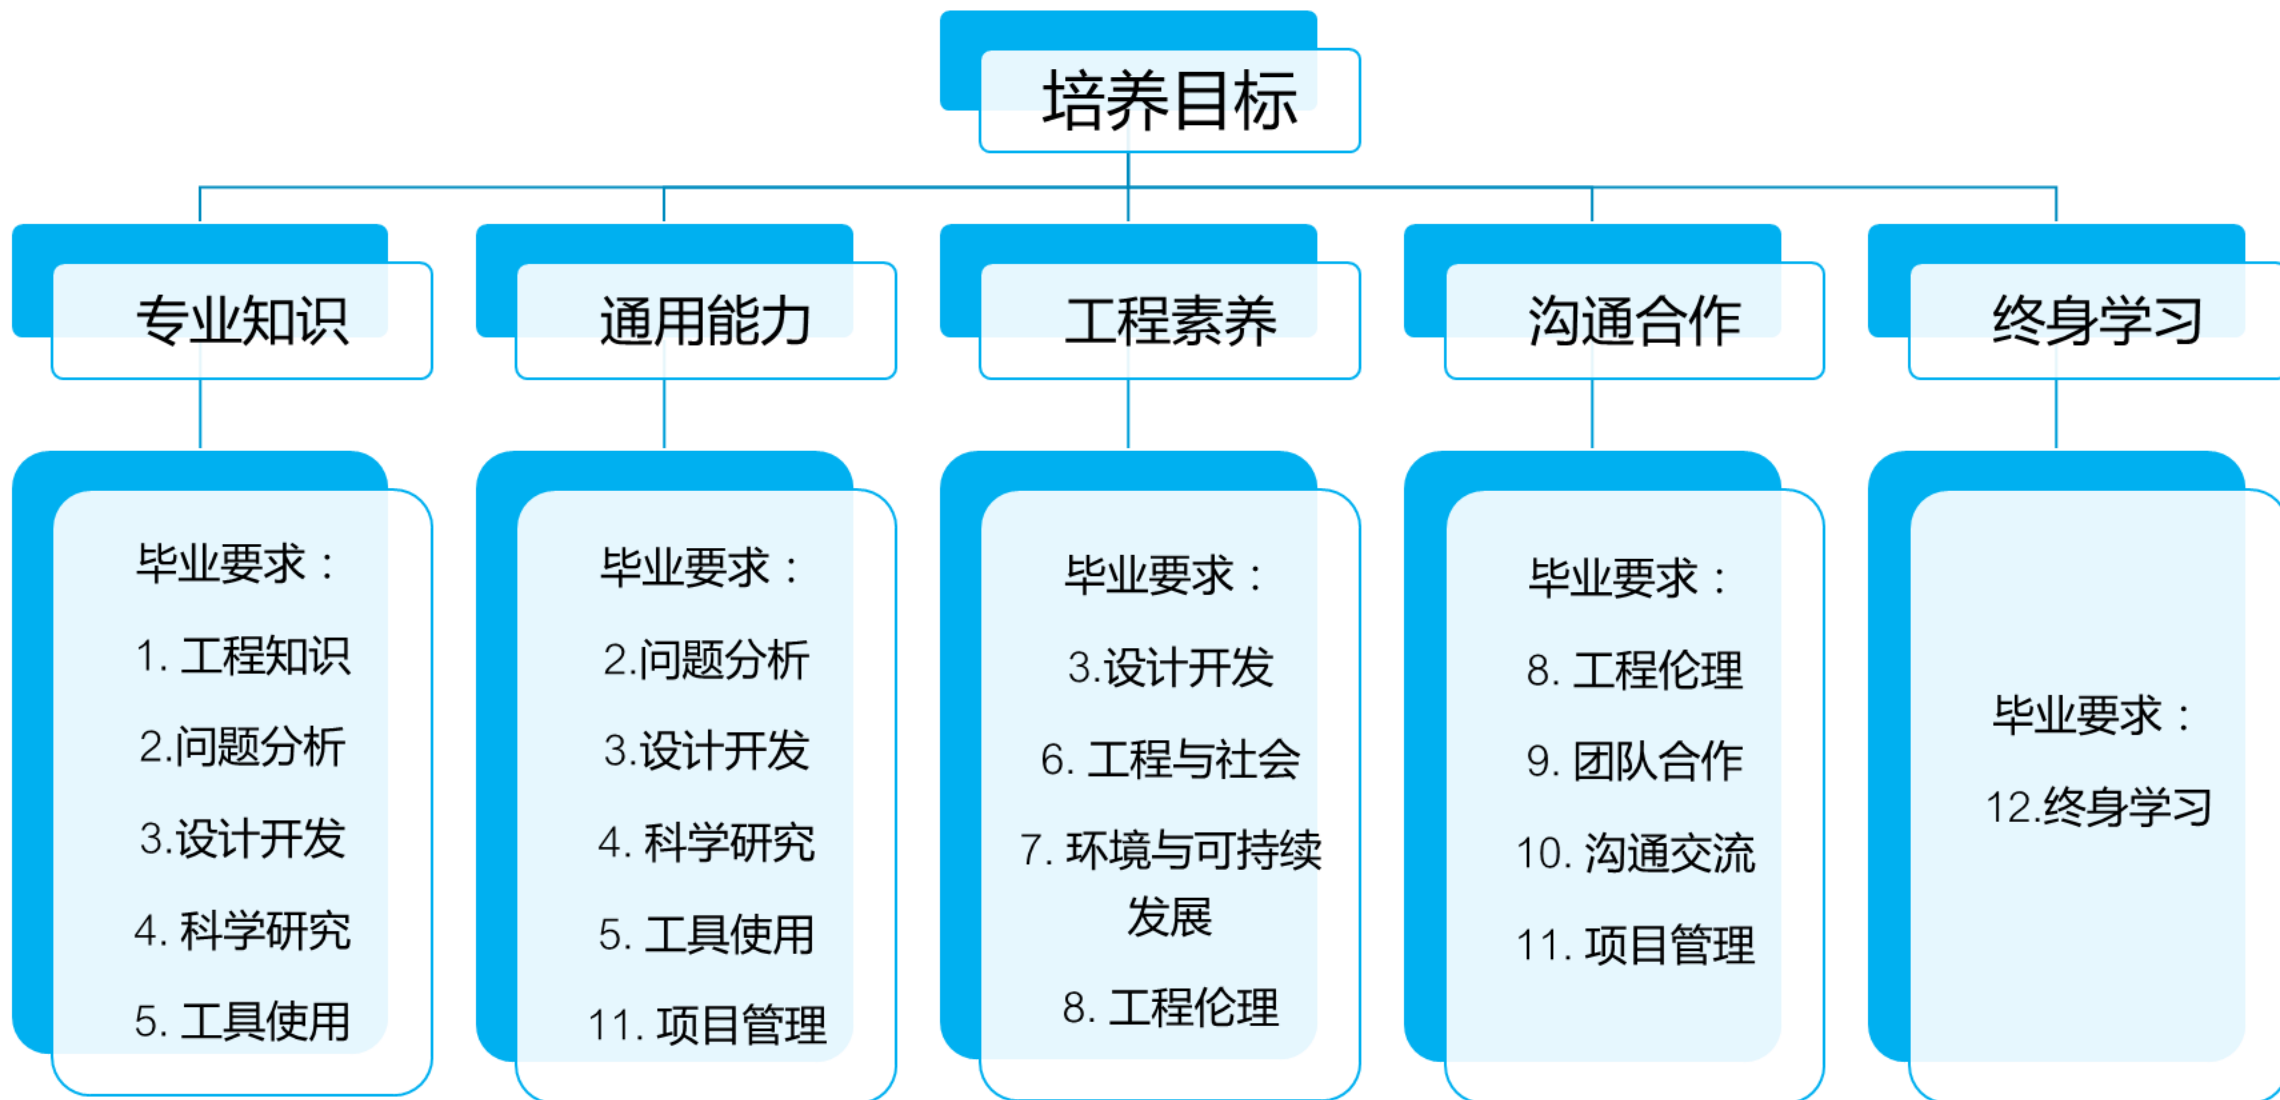 培养目标
专业知识
通用能力
工程素养
沟通合作
终身学习
毕业要求：
1. 工程知识
2.问题分析
3.设计开发
4. 科学研究
5. 工具使用
毕业要求：
2.问题分析
3.设计开发
4. 科学研究
5. 工具使用
11. 项目管理
毕业要求：
3.设计开发
6. 工程与社会
7. 环境与可持续
发展
8. 工程伦理
毕业要求：
8. 工程伦理
9. 团队合作
10. 沟通交流
11. 项目管理
毕业要求：
12.终身学习